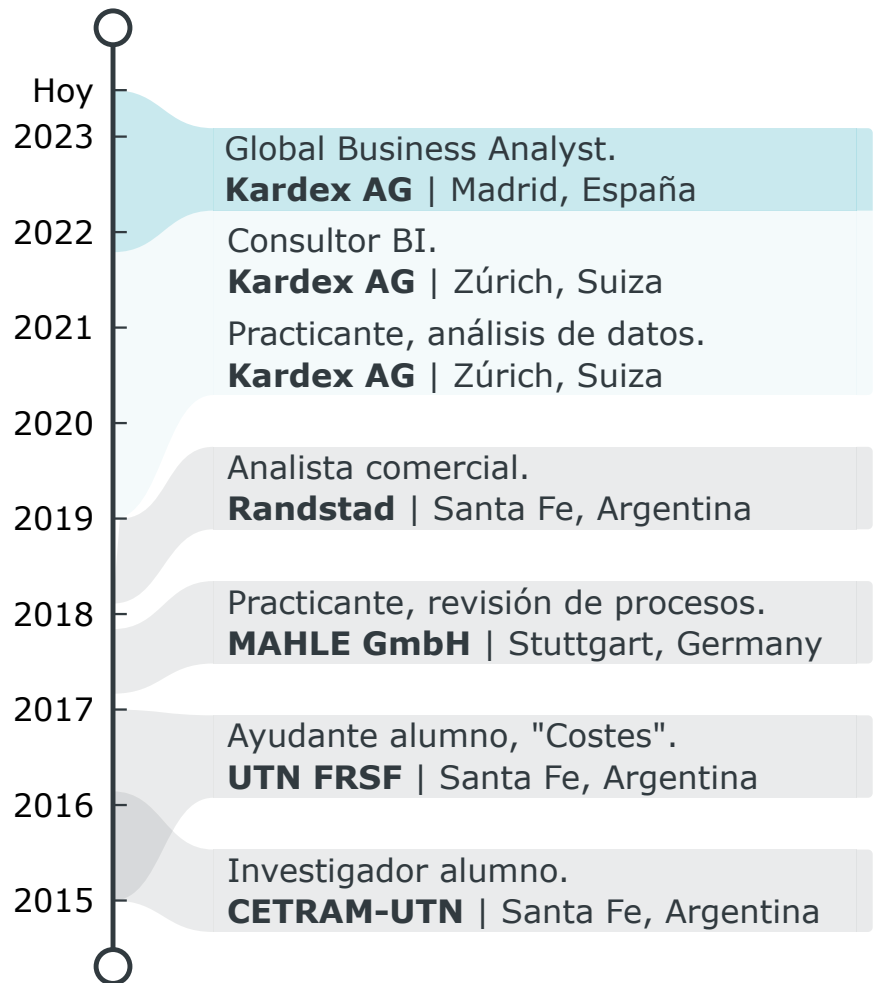 Hoy
2023
Global Business Analyst.
Kardex AG | Madrid, España
2022
Consultor BI.
Kardex AG | Zúrich, Suiza
2021
Practicante, análisis de datos.
Kardex AG | Zúrich, Suiza
2020
Analista comercial.
Randstad | Santa Fe, Argentina
2019
2018
Practicante, revisión de procesos.
MAHLE GmbH | Stuttgart, Germany
2017
Ayudante alumno, "Costes".
UTN FRSF | Santa Fe, Argentina
2016
Investigador alumno.
CETRAM-UTN | Santa Fe, Argentina
2015